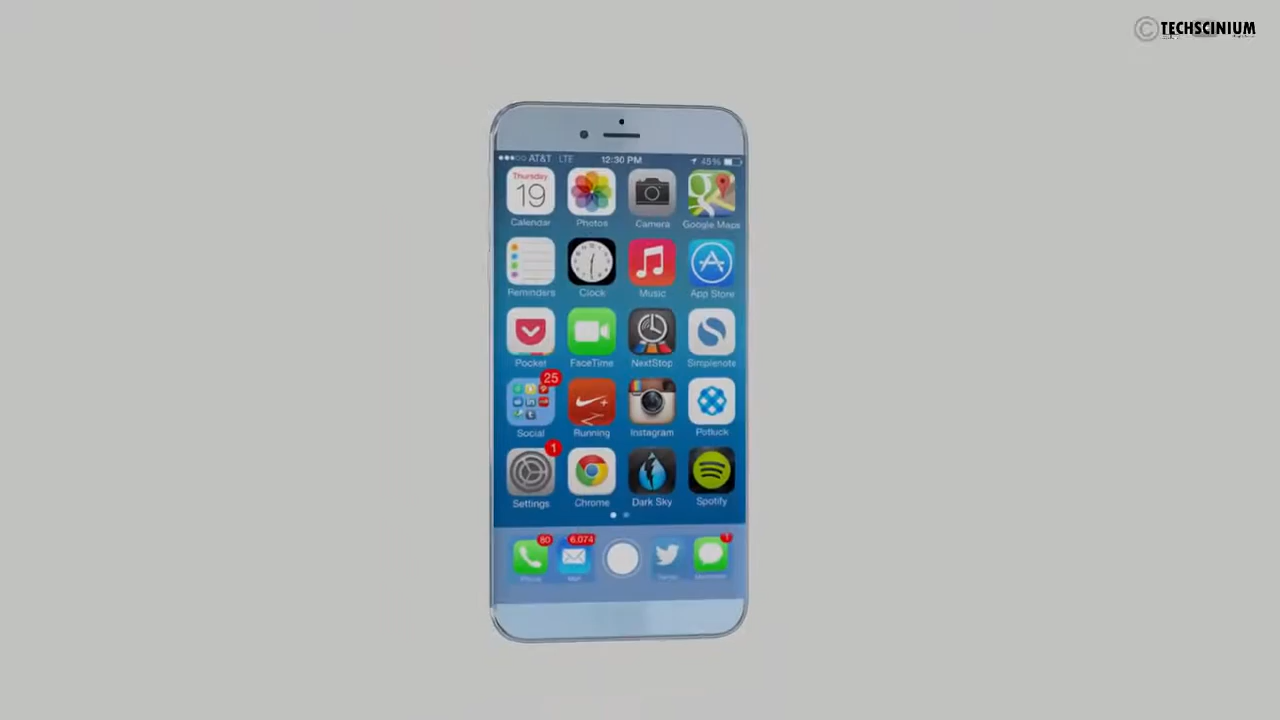 © TECHSCINIUM
AT&T LTE 12:30 PM 45%
Thursday
19
Calendar Photos Camera Google Maps
Reminders Clock Music App Store
Pocket FaceTime NextStop Simplenote
25
Social Running Instagram Potluck
1
Settings Chrome Dark Sky Spotify
80 6,074 1